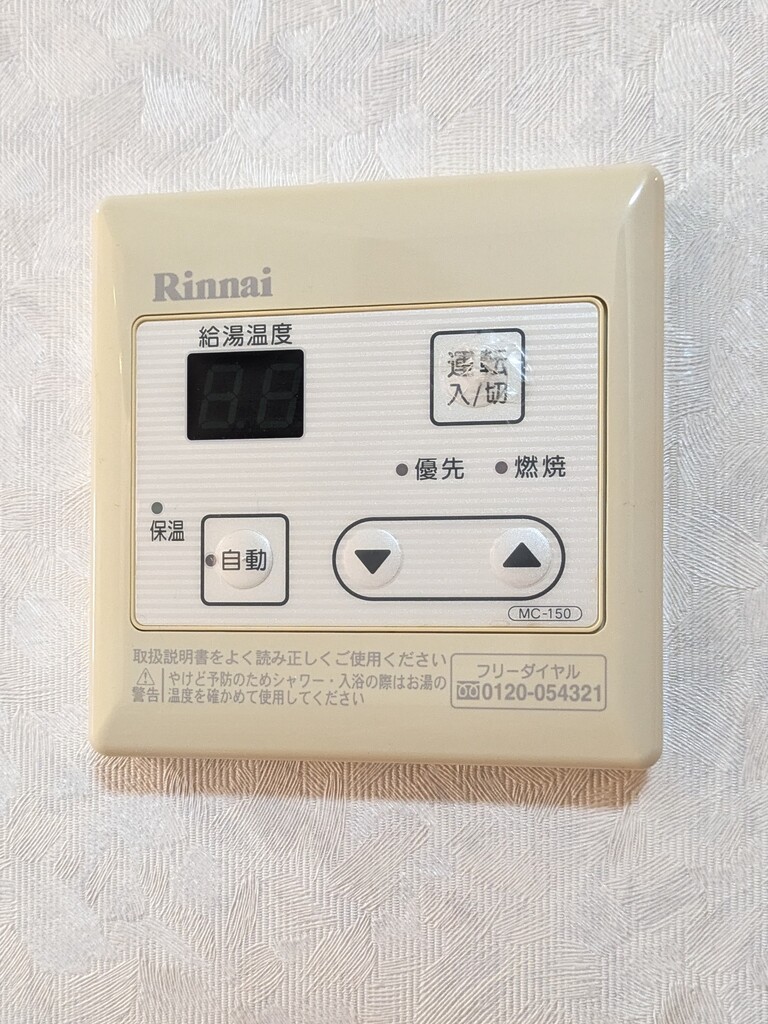 Rinnai
給湯温度
運転
入/切
優先
燃焼
保温
自動
MC-150
取扱説明書をよく読み正しくご使用ください
警告
やけど予防のためシャワー・入浴の際はお湯の
温度を確かめて使用してください
フリーダイヤル
0120-054321